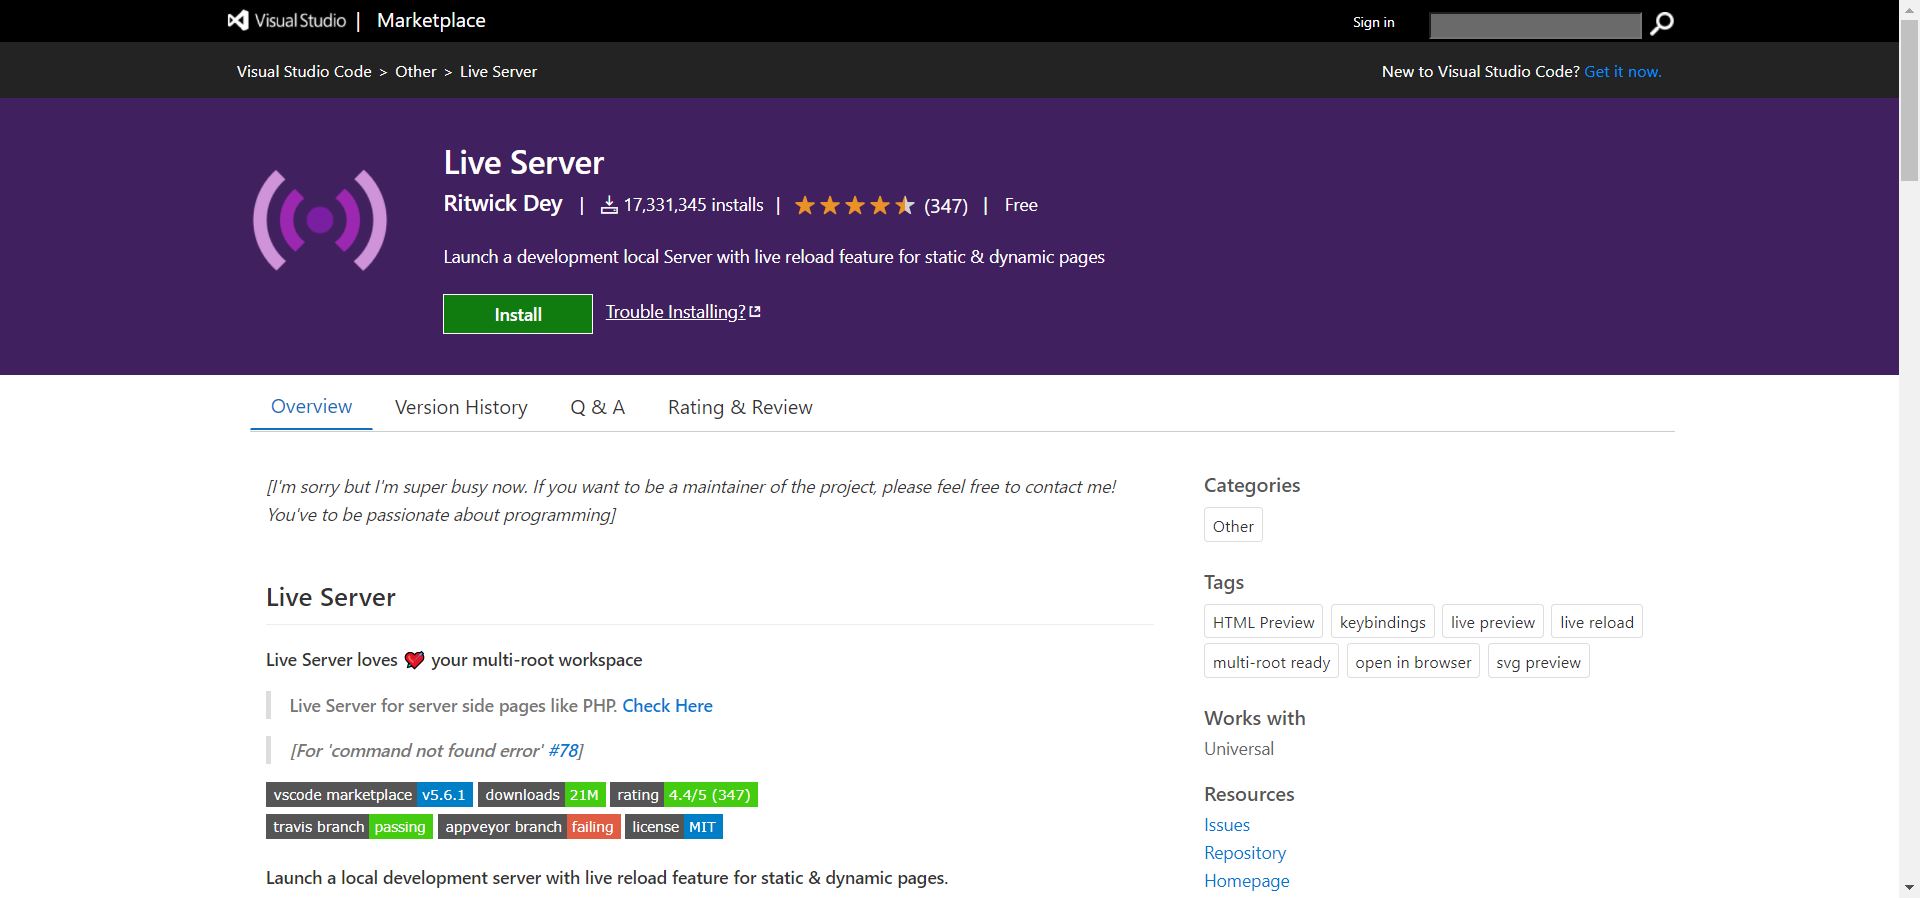 Visual Studio | Marketplace
Sign in
Visual Studio Code > Other > Live Server
New to Visual Studio Code? Get it now.
Live Server
Ritwick Dey | 17,331,345 installs | (347) | Free
Launch a development local Server with live reload feature for static & dynamic pages
Install Trouble Installing?
Overview Version History Q & A Rating & Review
[I'm sorry but I'm super busy now. If you want to be a maintainer of the project, please feel free to contact me!
You've to be passionate about programming]
Live Server
Live Server loves your multi-root workspace
Live Server for server side pages like PHP. Check Here
[For 'command not found error' #78]
vscode marketplace v5.6.1 downloads 21M rating 4.4/5 (347)
travis branch passing appveyor branch failing license MIT
Launch a local development server with live reload feature for static & dynamic pages.
Categories
Other
Tags
HTML Preview keybindings live preview live reload
multi-root ready open in browser svg preview
Works with
Universal
Resources
Issues
Repository
Homepage